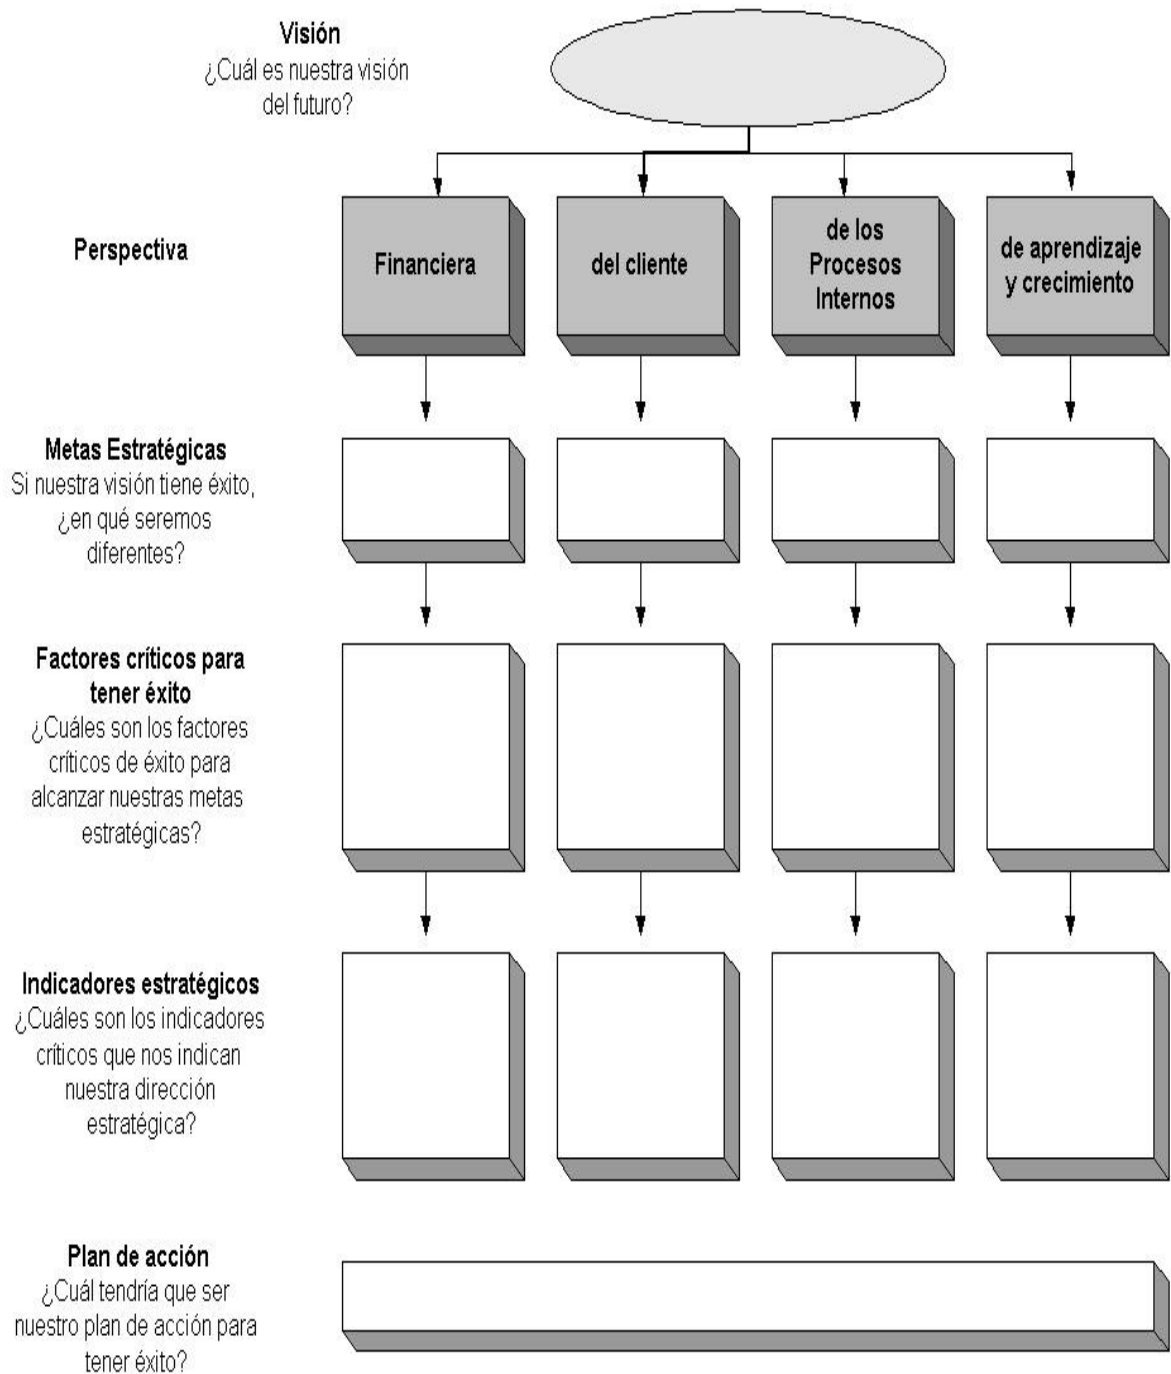 Visión
¿Cuál es nuestra visión
del futuro?
Perspectiva
Financiera
del cliente
de los
Procesos
Internos
de aprendizaje
y crecimiento
Metas Estratégicas
Si nuestra visión tiene éxito,
¿en qué seremos
diferentes?
Factores críticos para
tener éxito
¿Cuáles son los factores
críticos de éxito para
alcanzar nuestras metas
estratégicas?
Indicadores estratégicos
¿Cuáles son los indicadores
críticos que nos indican
nuestra dirección
estratégica?
Plan de acción
¿Cuál tendría que ser
nuestro plan de acción para
tener éxito?